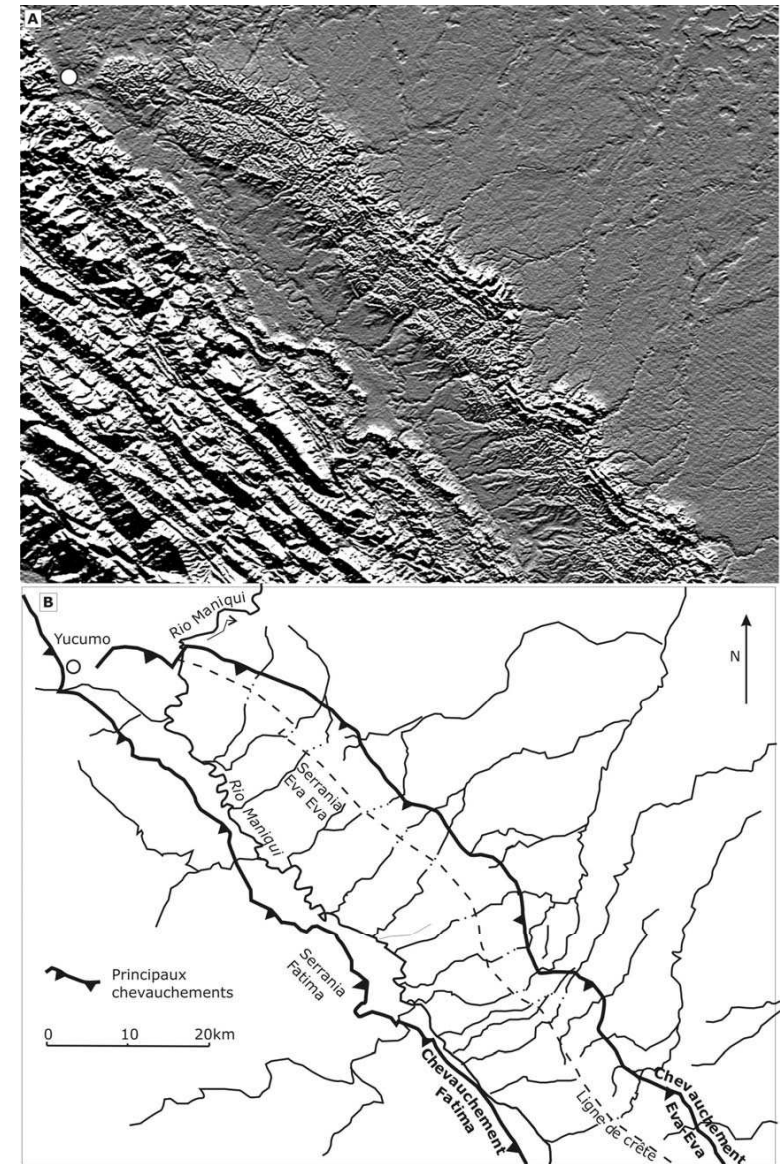 A
B
Rio Maniqui
Yucumo
N
Serrania
Eva Eva
Rio Maniqui
Serrania
Fatima
Principaux
chevauchements
0 10 20km
Chevauchement
Fatima
Chevauchement
Eva-Eva
Ligne de crête